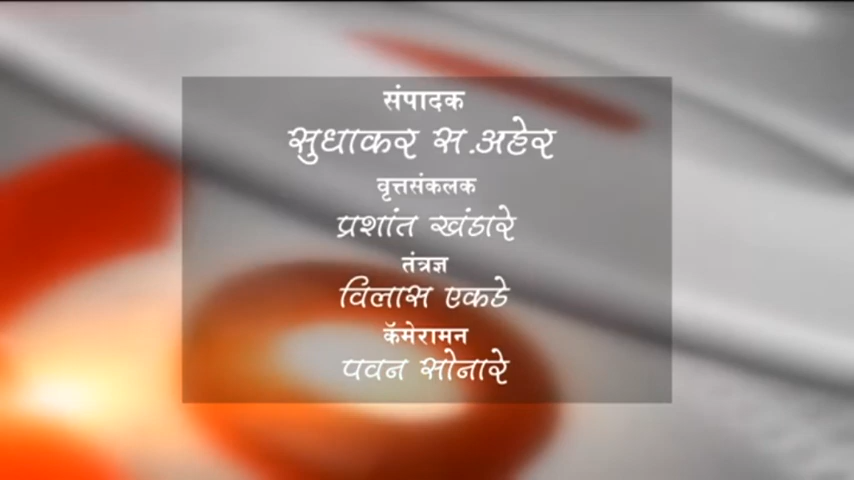 संपादक
सुधाकर स.अहेर
वृत्तसंकलक
प्रशांत खंडारे
तंत्रज्ञ
विलास एकडे
कॅमेरामन
पवन सोनारे